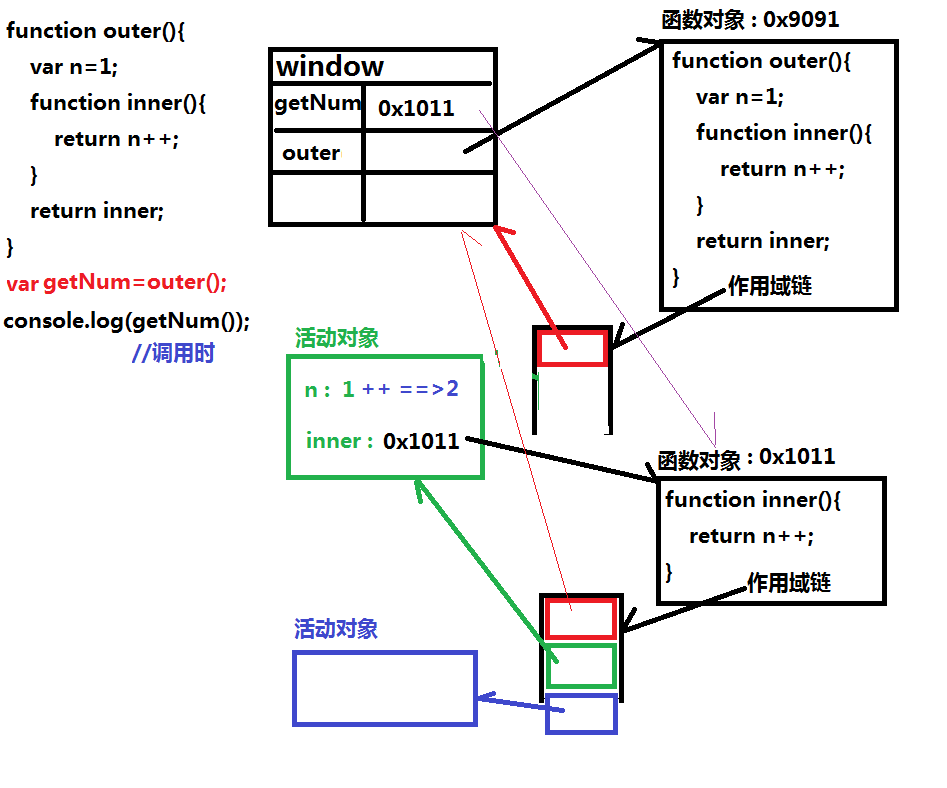 function outer(){
var n=1;
function inner(){
return n++;
}
return inner;
}
var getNum=outer();
console.log(getNum());
//调用时
window
getNum 0x1011
outer
函数对象：0x9091
function outer(){
var n=1;
function inner(){
return n++;
}
return inner;
}
作用域链
活动对象
n： 1 ++ ==>2
inner： 0x1011
函数对象：0x1011
function inner(){
return n++;
}
作用域链
活动对象